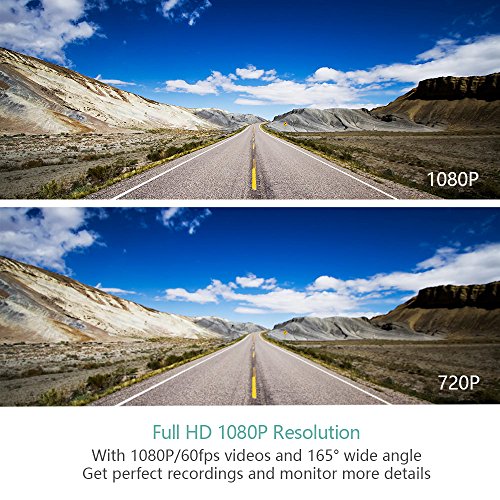 1080P
720P
Full HD 1080P Resolution
With 1080P/60fps videos and 165° wide angle
Get perfect recordings and monitor more details